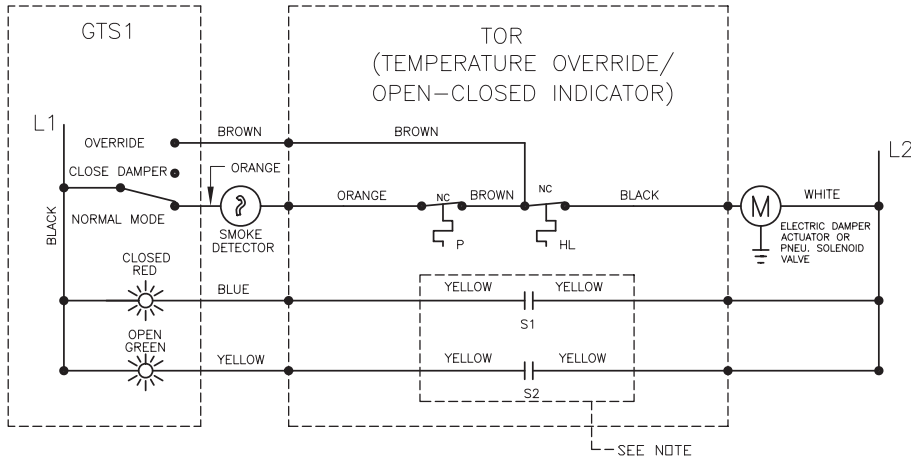 GTS1
TOR
(TEMPERATURE OVERRIDE/
OPEN-CLOSED INDICATOR)
L1
L2
OVERRIDE
BROWN
BROWN
CLOSE DAMPER
ORANGE
NORMAL MODE
SMOKE
DETECTOR
ORANGE
NC
BROWN
NC
BLACK
P
HL
M
WHITE
ELECTRIC DAMPER
ACTUATOR OR
PNEU. SOLENOID
VALVE
BLACK
CLOSED
RED
BLUE
YELLOW
YELLOW
S1
OPEN
GREEN
YELLOW
YELLOW
YELLOW
S2
SEE NOTE